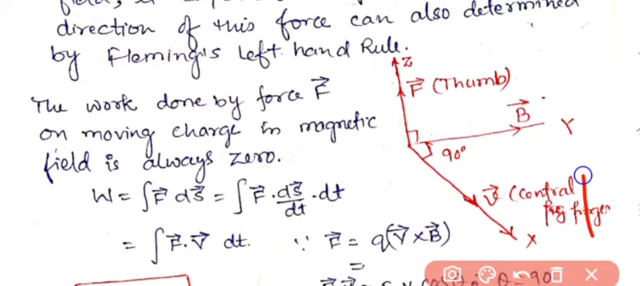 direction of this force can also determined
by Fleming's Left hand Rule.
The work done by force F⃗
on moving charge in magnetic
field is always zero.
W = ∫F⃗ dS⃗ = ∫F⃗ · dS⃗/dt · dt
= ∫F⃗.V⃗ dt. ∵ F⃗ = q(V⃗ × B⃗)
Z
F⃗ (Thumb)
B⃗
Y
90°
V⃗ (Central
finger
X